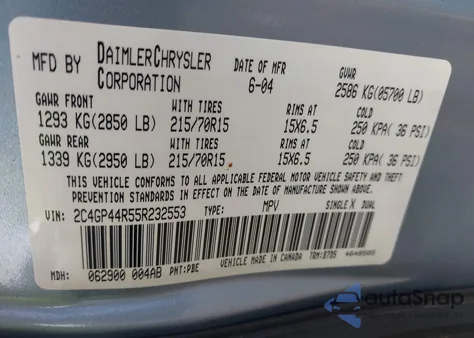 MFD BY DAIMLERCHRYSLER CORPORATION DATE OF MFR 6-04 GVWR 2586 KG(05700 LB)
GAWR FRONT WITH TIRES RIMS AT COLD
1293 KG(2850 LB) 215/70R15 15X6.5 250 KPA( 36 PSI)
GAWR REAR WITH TIRES RIMS AT COLD
1339 KG(2950 LB) 215/70R15 15X6.5 250 KPA( 36 PSI)
THIS VEHICLE CONFORMS TO ALL APPLICABLE FEDERAL MOTOR VEHICLE SAFETY, BUMPER, AND THEFT
PREVENTION STANDARDS IN EFFECT ON THE DATE OF MANUFACTURE SHOWN ABOVE.
VIN: 2C4GP44R55R232553 TYPE: MPV SINGLE X DUAL
MDH: 062900 004AB PNT:PBE VEHICLE MADE IN CANADA TRM: 4648505
autoSnap